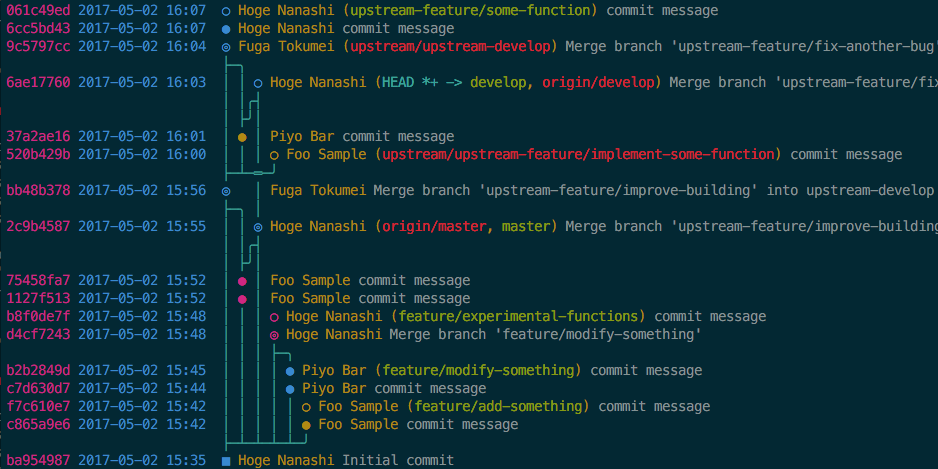 061c49ed 2017-05-02 16:07 Hoge Nanashi (upstream-feature/some-function) commit message
6cc5bd43 2017-05-02 16:07 Hoge Nanashi commit message
9c5797cc 2017-05-02 16:04 Fuga Tokumei (upstream/upstream-develop) Merge branch 'upstream-feature/fix-another-bug'
6ae17760 2017-05-02 16:03 Hoge Nanashi (HEAD *+ —> develop, origin/develop) Merge branch 'upstream-feature/fix
37a2ae16 2017-05-02 16:01 Piyo Bar commit message
520b429b 2017-05-02 16:00 Foo Sample (upstream/upstream-feature/implement-some-function) commit message
bb48b378 2017-05-02 15:56 Fuga Tokumei Merge branch 'upstream-feature/improve-building' into upstream-develop
2c9b4587 2017-05-02 15:55 Hoge Nanashi (origin/master, master) Merge branch 'upstream-feature/improve-building
75458fa7 2017-05-02 15:52 Foo Sample commit message
1127f513 2017-05-02 15:52 Foo Sample commit message
b8f0de7f 2017-05-02 15:48 Hoge Nanashi (feature/experimental-functions) commit message
d4cf7243 2017-05-02 15:48 Hoge Nanashi Merge branch 'feature/modify-something'
b2b2849d 2017-05-02 15:45 Piyo Bar (feature/modify-something) commit message
c7d630d7 2017-05-02 15:44 Piyo Bar commit message
f7c610e7 2017-05-02 15:42 Foo Sample (feature/add-something) commit message
c865a9e6 2017-05-02 15:42 Foo Sample commit message
ba954987 2017-05-02 15:35 Hoge Nanashi Initial commit